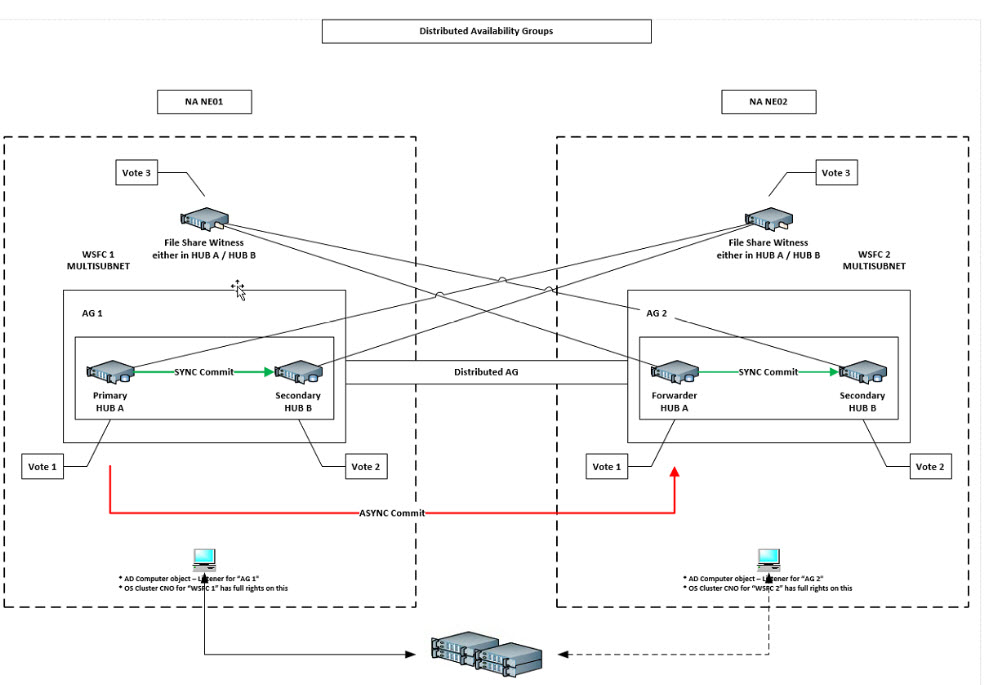 Distributed Availability Groups
NA NE01
NA NE02
Vote 3
Vote 3
File Share Witness
either in HUB A / HUB B
File Share Witness
either in HUB A / HUB B
WSFC 1
MULTISUBNET
WSFC 2
MULTISUBNET
AG 1
AG 2
SYNC Commit
Distributed AG
SYNC Commit
Primary
HUB A
Secondary
HUB B
Forwarder
HUB A
Secondary
HUB B
Vote 1
Vote 2
Vote 1
Vote 2
ASYNC Commit
* AD Computer object – Listener for "AG 1"
* OS Cluster CNO for "WSFC 1" has full rights on this
* AD Computer object – Listener for "AG 2"
* OS Cluster CNO for "WSFC 2" has full rights on this